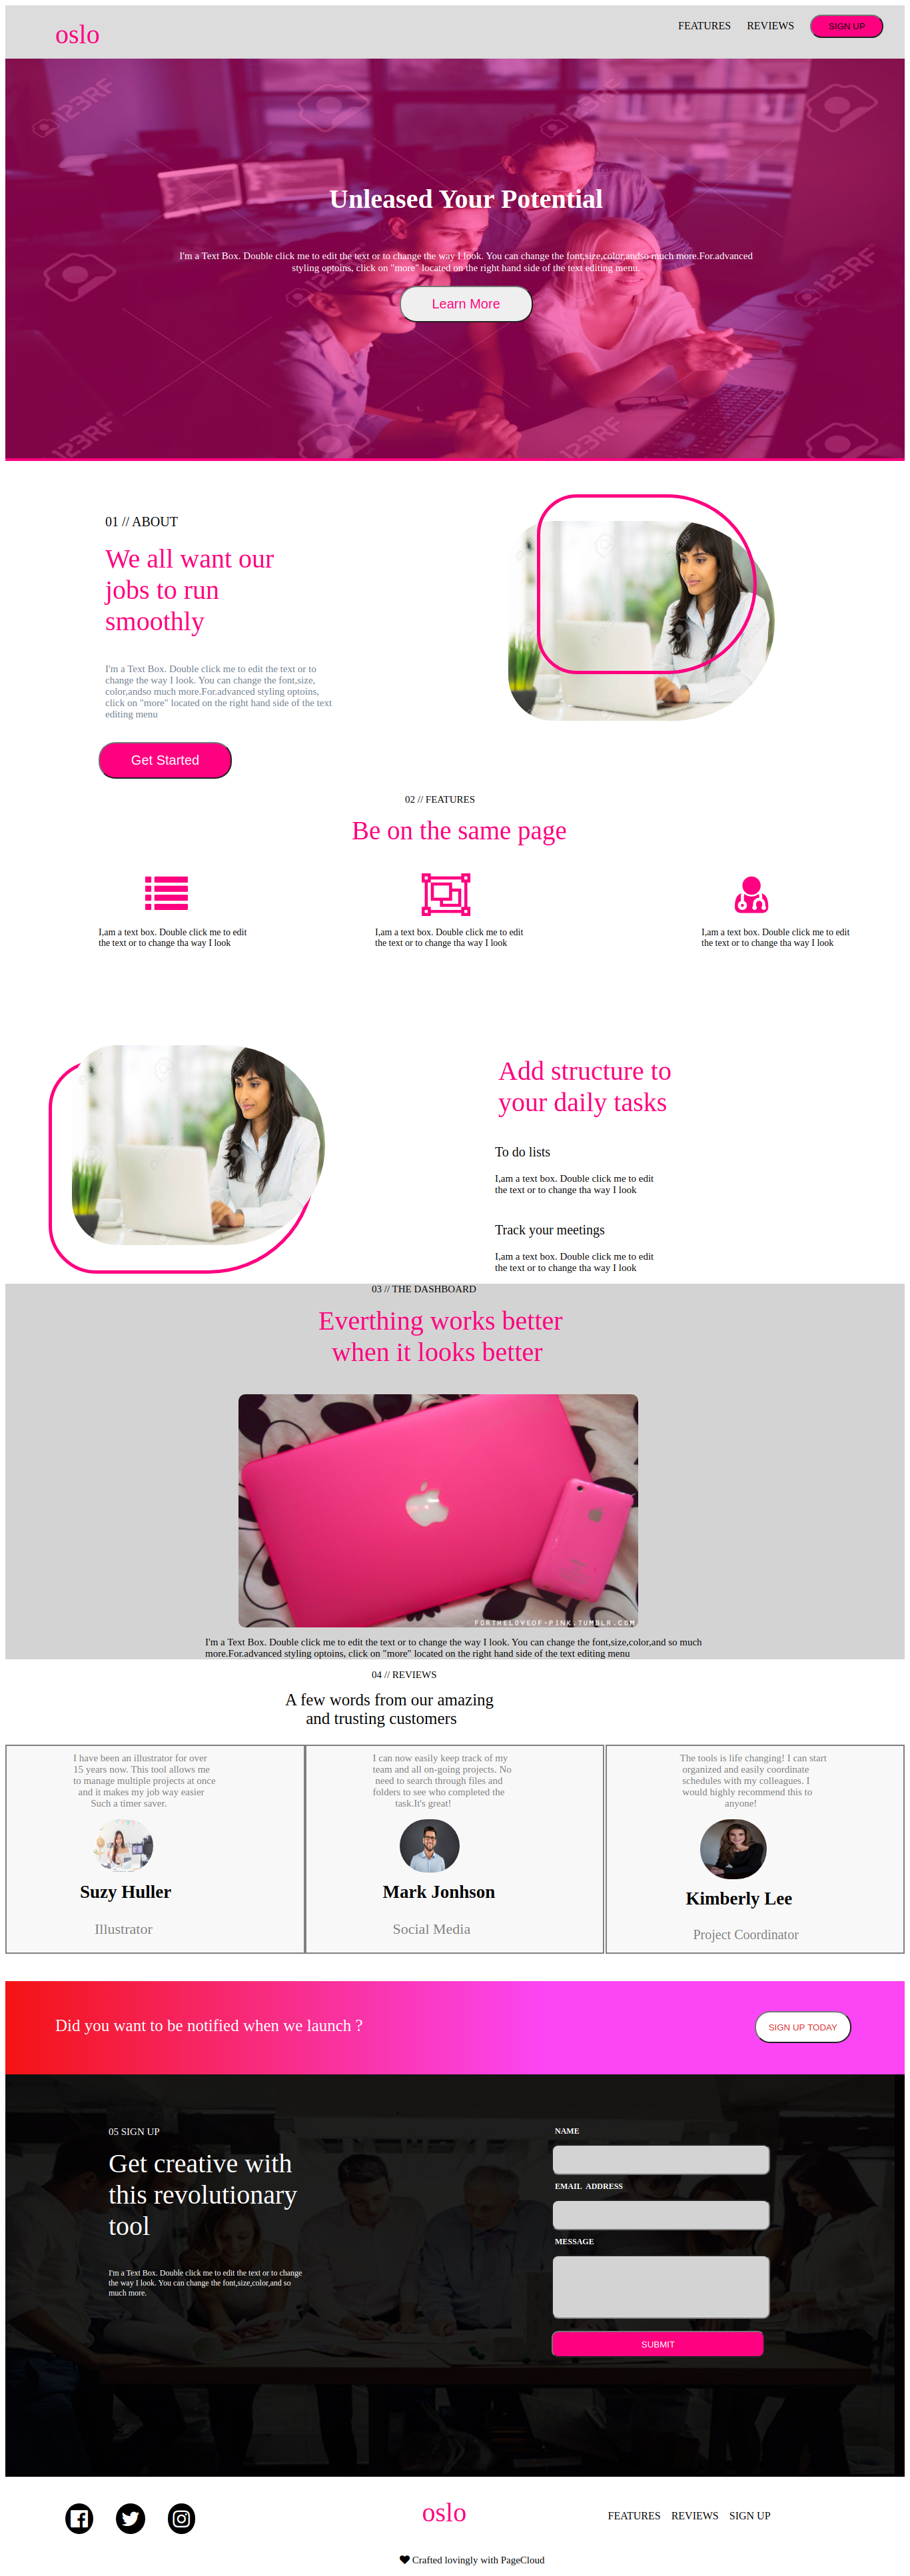 oslo
FEATURES REVIEWS SIGN UP
123RF
123RF
Unleased Your Potential
I'm a Text Box. Double click me to edit the text or to change the way I look. You can change the font,size,color,andso much more.For.advanced
styling optoins, click on "more" located on the right hand side of the text editing menu.
Learn More
123RF
123RF
01 // ABOUT
We all want our
jobs to run
smoothly
I'm a Text Box. Double click me to edit the text or to
change the way I look. You can change the font,size,
color,andso much more.For.advanced styling optoins,
click on "more" located on the right hand side of the text
editing menu
Get Started
02 // FEATURES
Be on the same page
I,am a text box. Double click me to edit
the text or to change tha way I look
I,am a text box. Double click me to edit
the text or to change tha way I look
I,am a text box. Double click me to edit
the text or to change tha way I look
Add structure to
your daily tasks
To do lists
I,am a text box. Double click me to edit
the text or to change tha way I look
Track your meetings
I,am a text box. Double click me to edit
the text or to change tha way I look
03 // THE DASHBOARD
Everthing works better
when it looks better
FORTHELOVEOF-PINK.TUMBLR.COM
I'm a Text Box. Double click me to edit the text or to change the way I look. You can change the font,size,color,and so much
more.For.advanced styling optoins, click on "more" located on the right hand side of the text editing menu
04 // REVIEWS
A few words from our amazing
and trusting customers
I have been an illustrator for over
15 years now. This tool allows me
to manage multiple projects at once
and it makes my job way easier
Such a timer saver.
Suzy Huller
Illustrator
I can now easily keep track of my
team and all on-going projects. No
need to search through files and
folders to see who completed the
task.It's great!
Mark Jonhson
Social Media
The tools is life changing! I can start
organized and easily coordinate
schedules with my colleagues. I
would highly recommend this to
anyone!
Kimberly Lee
Project Coordinator
Did you want to be notified when we launch ?
SIGN UP TODAY
05 SIGN UP
Get creative with
this revolutionary
tool
I'm a Text Box. Double click me to edit the text or to change
the way I look. You can change the font,size,color,and so
much more.
NAME
EMAIL ADDRESS
MESSAGE
SUBMIT
oslo
FEATURES REVIEWS SIGN UP
Crafted lovingly with PageCloud